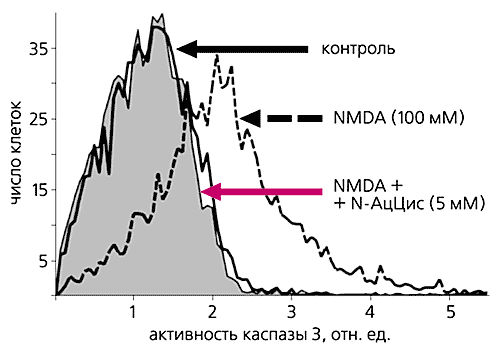 35
25
15
5
число клеток
контроль
NMDA (100 мМ)
NMDA +
+ N-АцЦис (5 мМ)
1 2 3 4 5
активность каспазы 3, отн. ед.